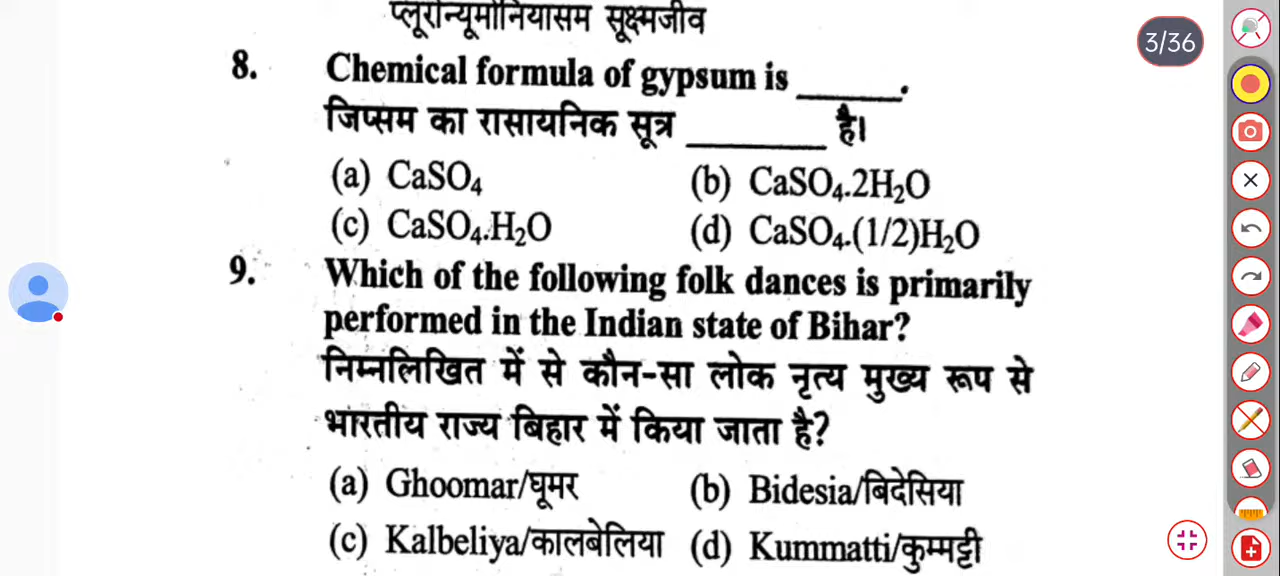 प्लूरोन्यूमोनियासम सूक्ष्मजीव
3/36
8. Chemical formula of gypsum is ______.
जिप्सम का रासायनिक सूत्र ________ है।
(a) CaSO₄ (b) CaSO₄.2H₂O
(c) CaSO₄.H₂O (d) CaSO₄.(1/2)H₂O
9. Which of the following folk dances is primarily
performed in the Indian state of Bihar?
निम्नलिखित में से कौन-सा लोक नृत्य मुख्य रूप से
भारतीय राज्य बिहार में किया जाता है?
(a) Ghoomar/घूमर (b) Bidesia/बिदेसिया
(c) Kalbeliya/कालबेलिया (d) Kummatti/कुम्मट्टी